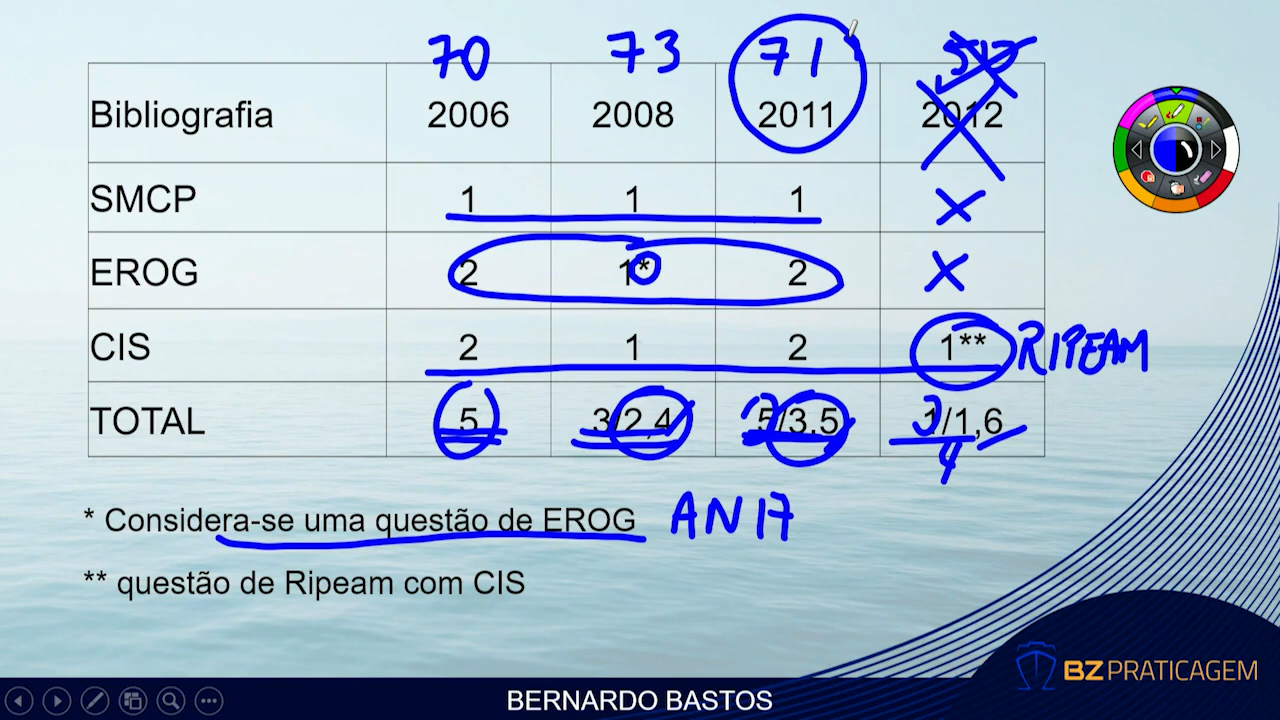 70 73 71
Bibliografia 2006 2008 2011 2012
SMCP 1 1 1 X
EROG 2 1* 2 X
CIS 2 1 2 1** RIPEAM
TOTAL 5 3/2,4 5/3,5 1/1,6
4
* Considera-se uma questão de EROG AN17
** questão de Ripeam com CIS
BZPRATICAGEM
BERNARDO BASTOS